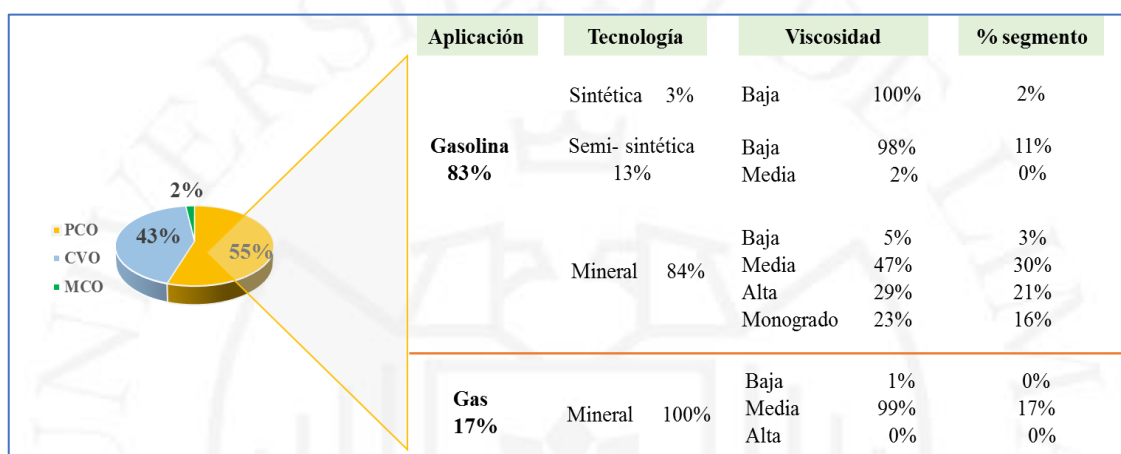 Aplicación Tecnología Viscosidad % segmento
Sintética 3% Baja 100% 2%
Gasolina Semi- sintética Baja 98% 11%
83% 13% Media 2% 0%
2%
PCO
CVO
MCO
43%
55%
Baja 5% 3%
Mineral 84% Media 47% 30%
Alta 29% 21%
Monogrado 23% 16%
Baja 1% 0%
Gas Mineral 100% Media 99% 17%
17% Alta 0% 0%